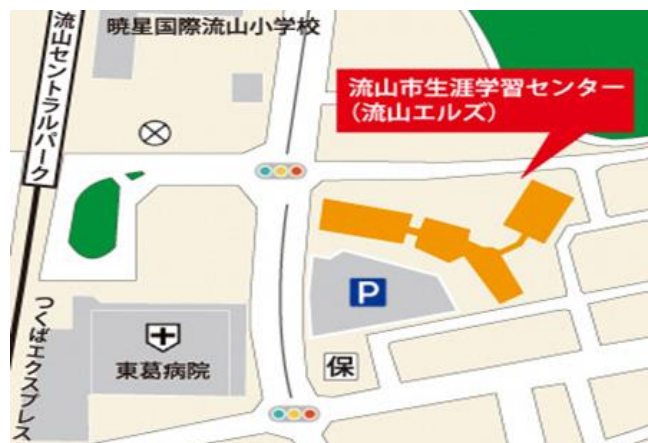 暁星国際流山小学校
流山セントラルパーク
流山市生涯学習センター
(流山エルズ)
P
つくばエクスプレス
東葛病院
保